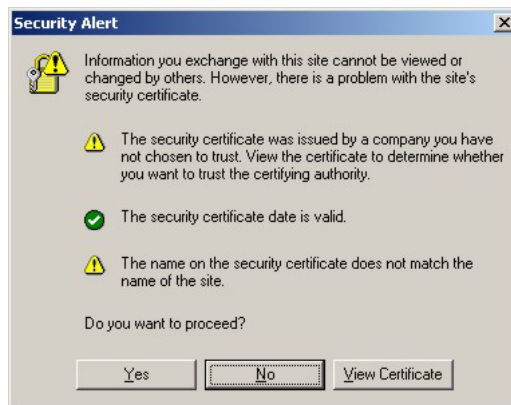 Security Alert
Information you exchange with this site cannot be viewed or
changed by others. However, there is a problem with the site's
security certificate.
The security certificate was issued by a company you have
not chosen to trust. View the certificate to determine whether
you want to trust the certifying authority.
The security certificate date is valid.
The name on the security certificate does not match the
name of the site.
Do you want to proceed?
Yes No View Certificate